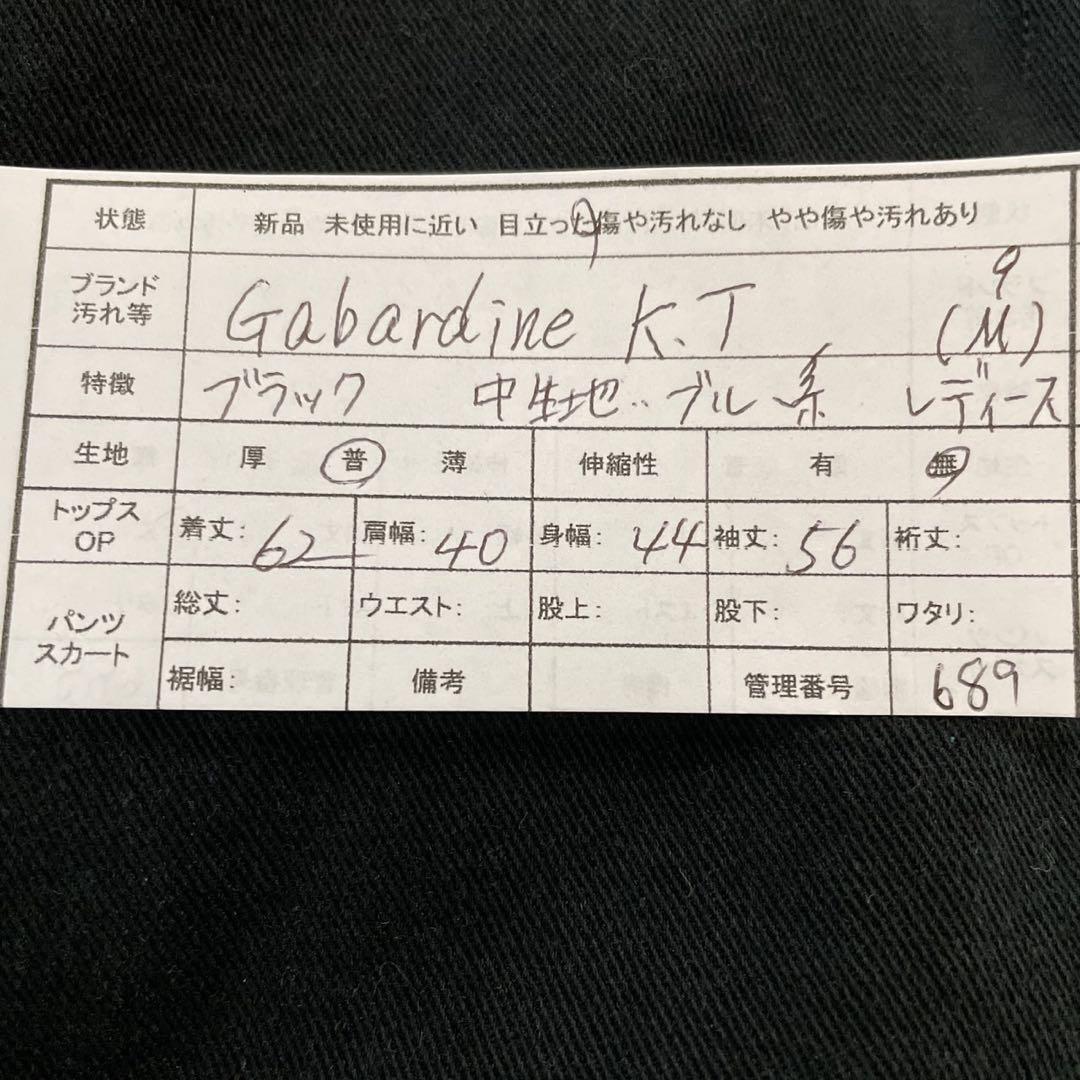 状態 新品 未使用に近い 目立った傷や汚れなし やや傷や汚れあり
ブランド
汚れ等
Gabardine K.T 9
(M)
特徴 ブラック 中生地‥ブル系 レディース
生地 厚 普 薄 伸縮性 有 無
トップス
OP
着丈: 62 肩幅: 40 身幅: 44 袖丈: 56 裄丈:
パンツ
スカート
総丈: ウエスト: 股上: 股下: ワタリ:
裾幅: 備考 管理番号 689